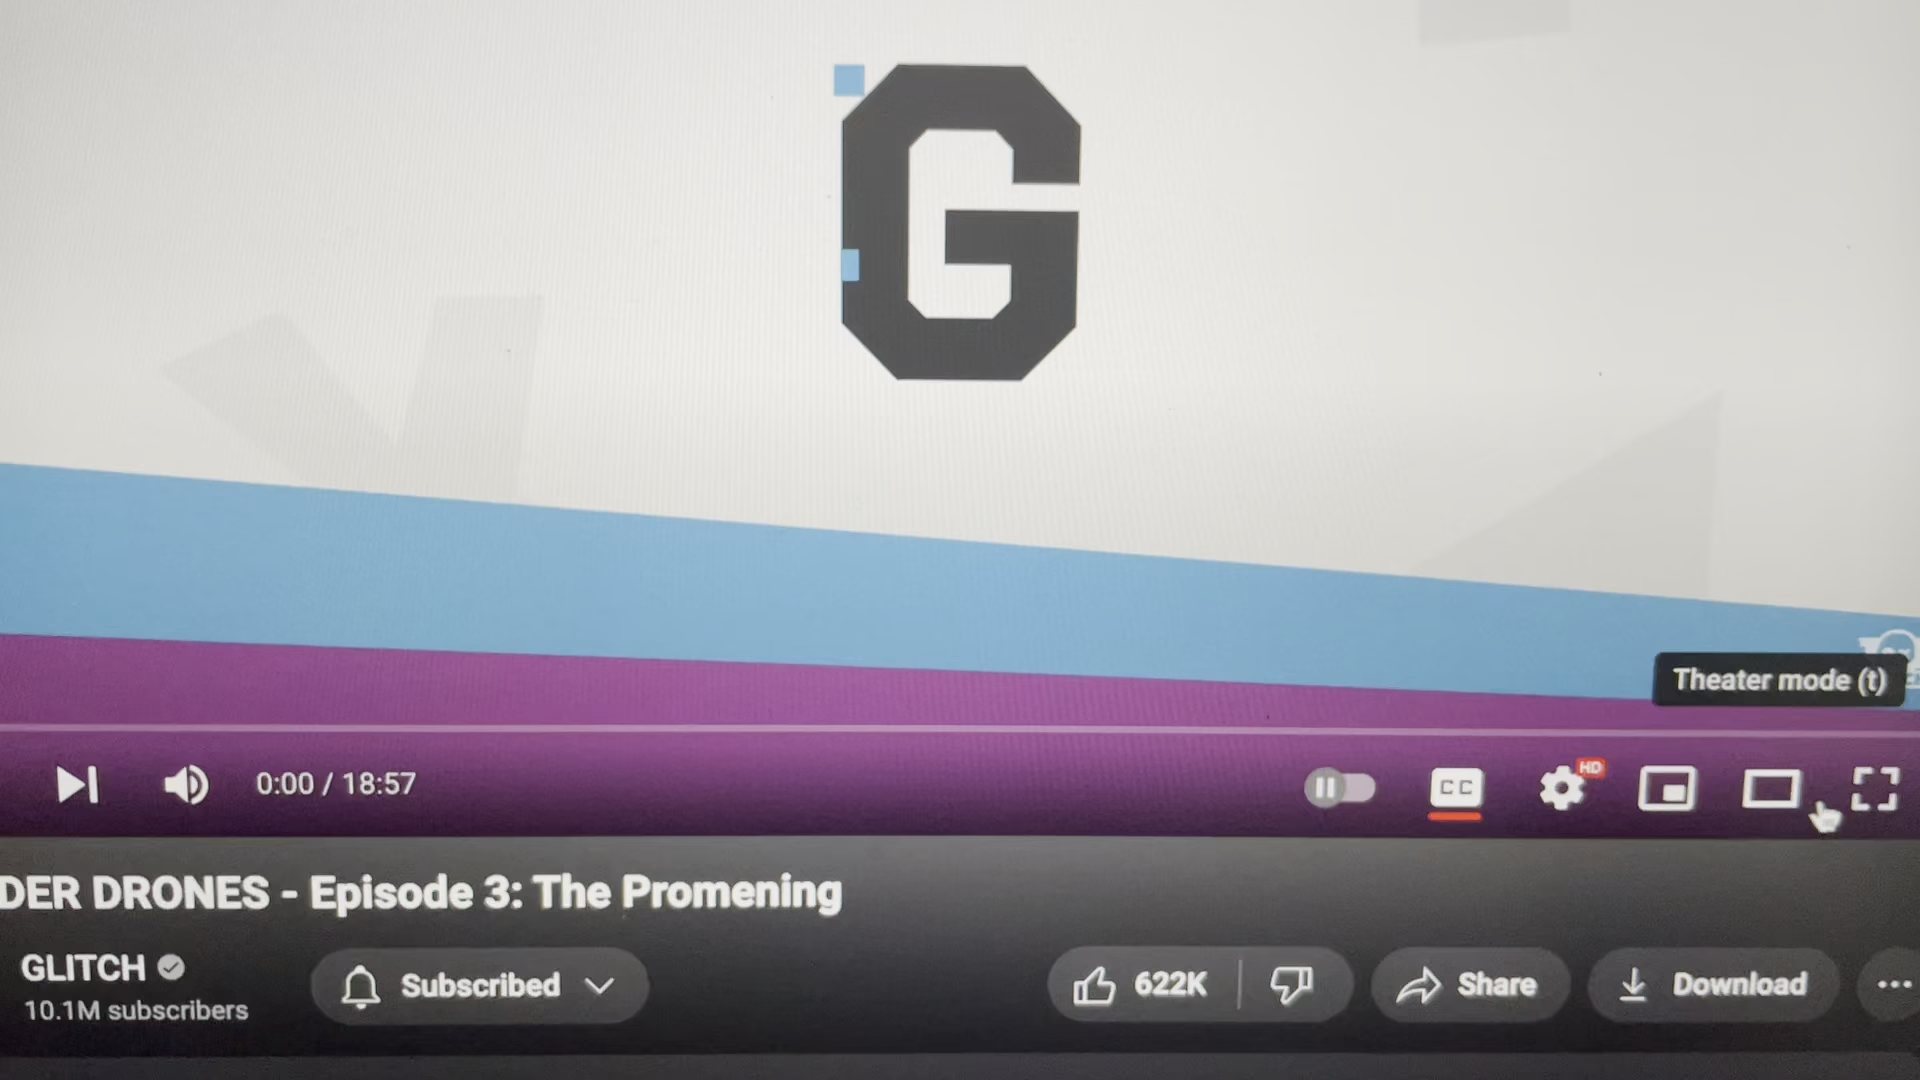 G
Theater mode (t)
0:00 / 18:57
CC
HD
DER DRONES - Episode 3: The Promening
GLITCH
10.1M subscribers
Subscribed
622K
Share
Download